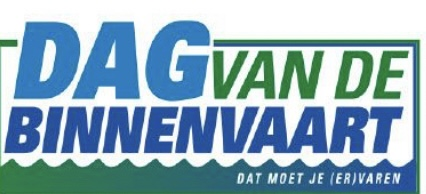 DAG VAN DE
BINNENVAART
DAT MOET JE (ER)VAREN